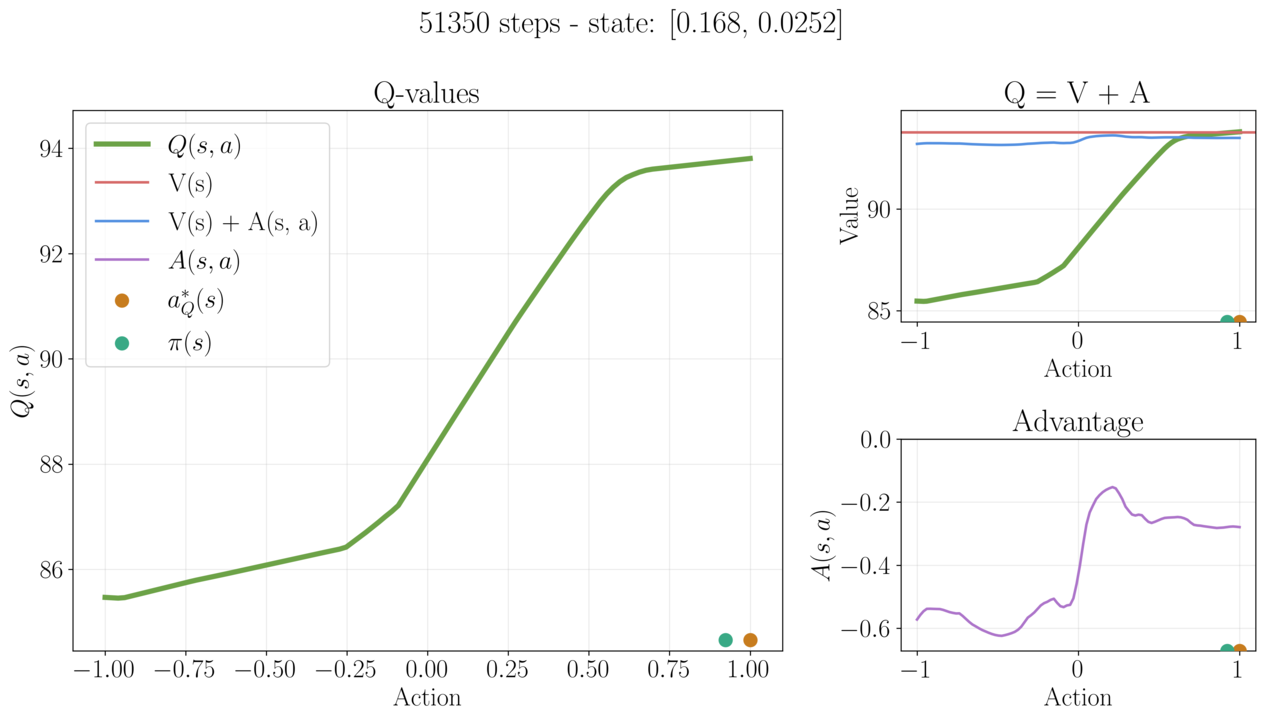 51350 steps - state: [0.168, 0.0252]
Q-values
Q(s, a)
V(s)
V(s) + A(s, a)
A(s, a)
a*Q(s)
π(s)
94
92
90
88
86
Q(s, a)
−1.00 −0.75 −0.50 −0.25 0.00 0.25 0.50 0.75 1.00
Action
Q = V + A
Value
90
85
−1 0 1
Action
Advantage
A(s, a)
0.0
−0.2
−0.4
−0.6
−1 0 1
Action